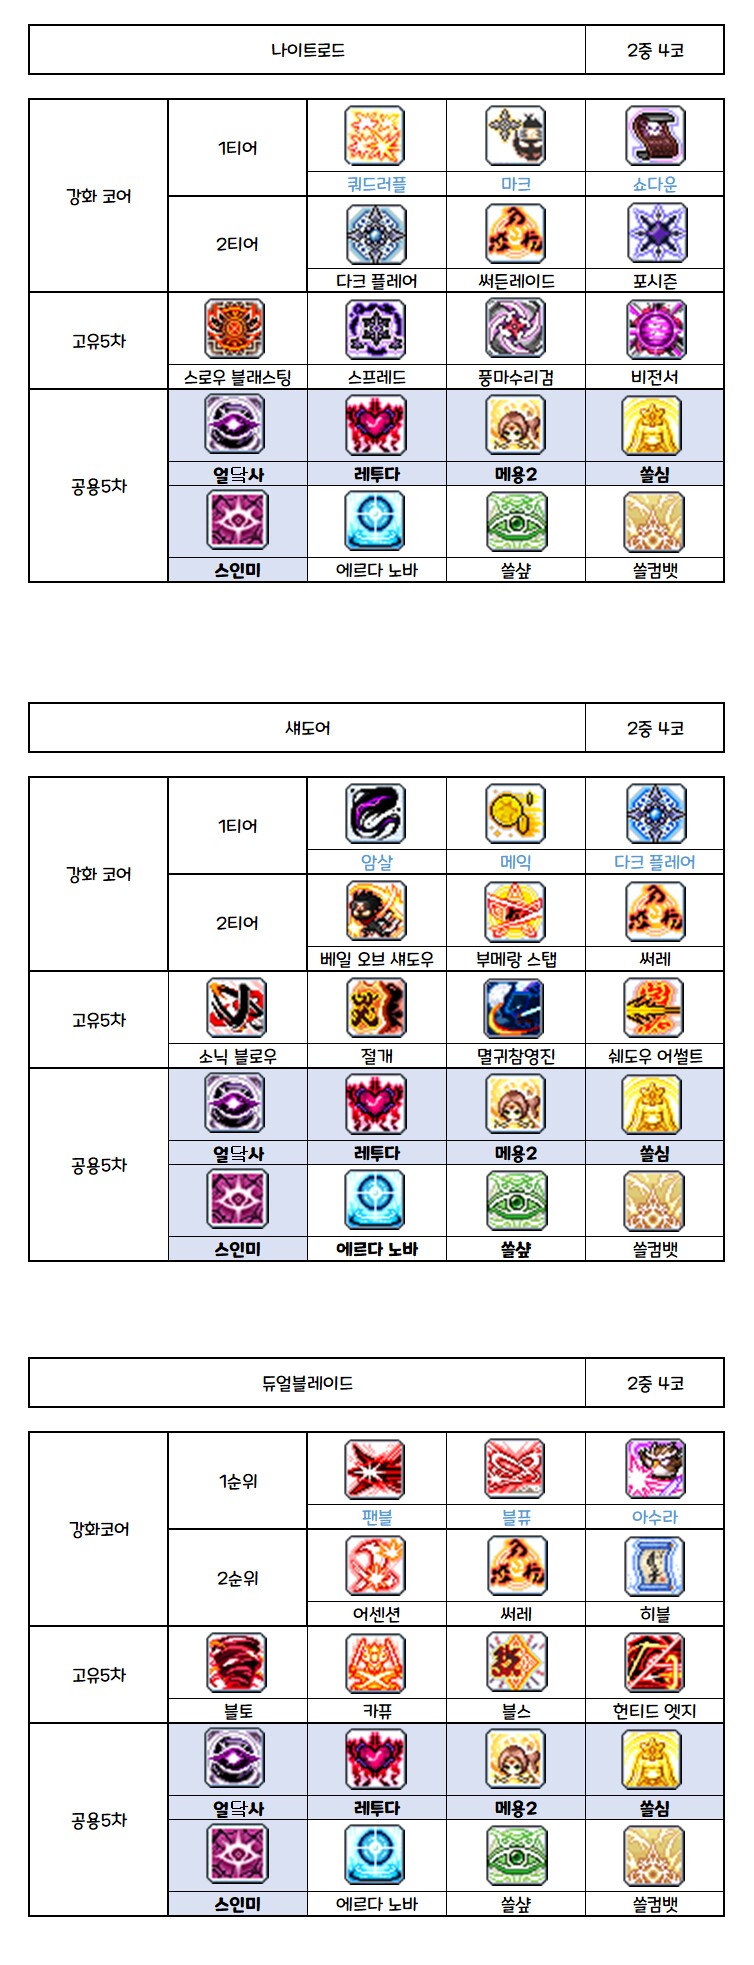 나이트로드 2중 4코
1티어
강화 코어
쿼드러플 마크 쇼다운
2티어
다크 플레어 써든레이드 포시즌
고유5차
스로우 블래스팅 스프레드 풍마수리검 비전서
얼닼사 레투다 메용2 쓸심
공용5차
스인미 에르다 노바 쓸샾 쓸컴뱃
섀도어 2중 4코
1티어
강화 코어
암살 메익 다크 플레어
2티어
베일 오브 섀도우 부메랑 스탭 써레
고유5차
소닉 블로우 절개 멸귀참영진 쉐도우 어썰트
얼닼사 레투다 메용2 쓸심
공용5차
스인미 에르다 노바 쓸샾 쓸컴뱃
듀얼블레이드 2중 4코
1순위
강화코어
팬블 블퓨 아수라
2순위
어센션 써레 히블
고유5차
블토 카퓨 블스 헌티드 엣지
얼닼사 레투다 메용2 쓸심
공용5차
스인미 에르다 노바 쓸샾 쓸컴뱃